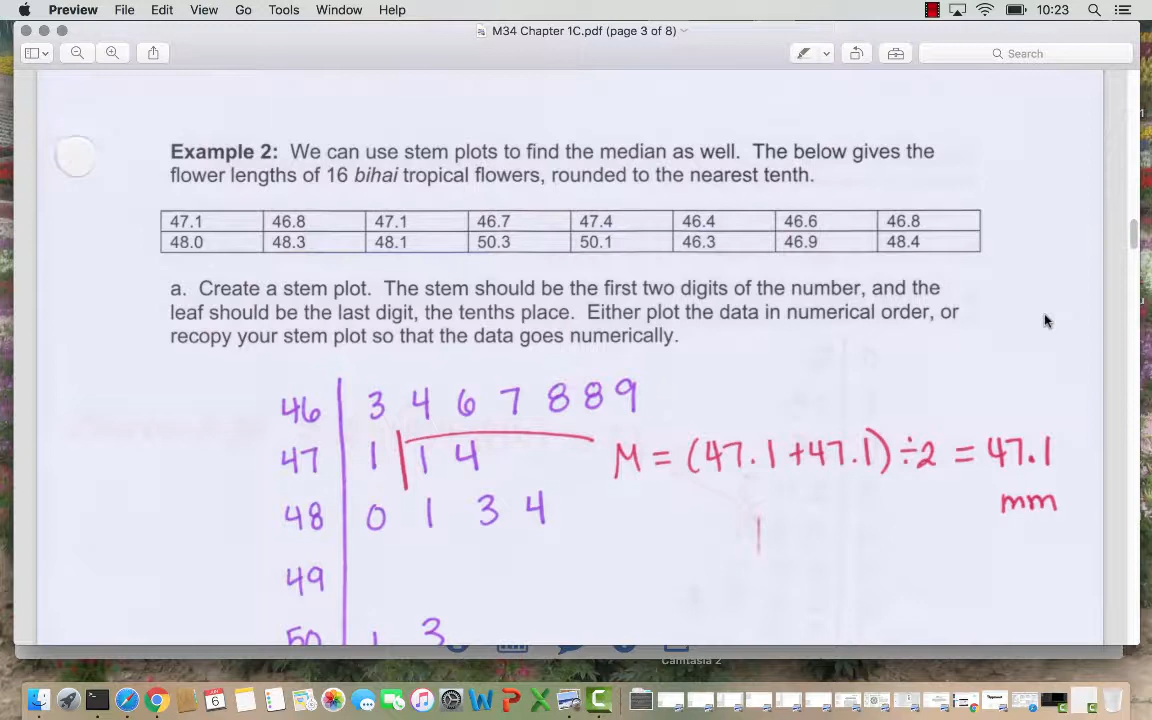 Preview File Edit View Go Tools Window Help 10:23
M34 Chapter 1C.pdf (page 3 of 8)
Search
Example 2: We can use stem plots to find the median as well. The below gives the
flower lengths of 16 bihai tropical flowers, rounded to the nearest tenth.
47.1 46.8 47.1 46.7 47.4 46.4 46.6 46.8
48.0 48.3 48.1 50.3 50.1 46.3 46.9 48.4
a. Create a stem plot. The stem should be the first two digits of the number, and the
leaf should be the last digit, the tenths place. Either plot the data in numerical order, or
recopy your stem plot so that the data goes numerically.
46 | 3 4 6 7 8 8 9
47 | 1 | 1 4 M = (47.1 + 47.1) ÷ 2 = 47.1
mm
48 | 0 1 3 4
49 |
50 | 1 3
Camtasia 2
6